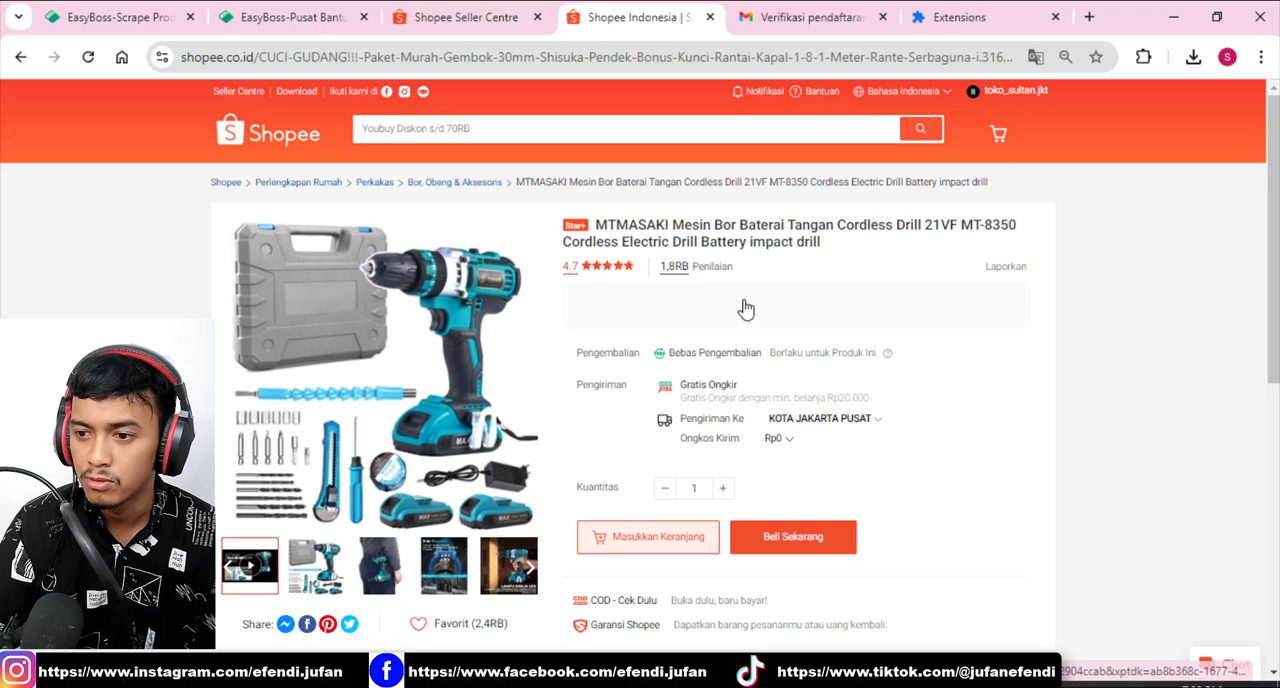 EasyBoss-Scrape Pro
EasyBoss-Pusat Bantu
Shopee Seller Centre
Shopee Indonesia | S
Verifikasi pendaftara
Extensions
shopee.co.id/CUCI-GUDANG!!!-Paket-Murah-Gembok-30mm-Shisuka-Pendek-Bonus-Kunci-Rantai-Kapal-1-8-1-Meter-Rante-Serbaguna-i.316...
S
Seller Centre | Download | Ikuti kami di
Notifikasi Bantuan Bahasa Indonesia toko_sultan.jkt
Shopee
Youbuy Diskon s/d 70RB
Shopee > Perlengkapan Rumah > Perkakas > Bor, Obeng & Aksesoris > MTMASAKI Mesin Bor Baterai Tangan Cordless Drill 21VF MT-8350 Cordless Electric Drill Battery impact drill
Star+ MTMASAKI Mesin Bor Baterai Tangan Cordless Drill 21VF MT-8350
Cordless Electric Drill Battery impact drill
4.7 1,8RB Penilaian Laporkan
Pengembalian Bebas Pengembalian Berlaku untuk Produk Ini
Pengiriman Gratis Ongkir
Gratis Ongkir dengan min. belanja Rp20.000
Pengiriman Ke KOTA JAKARTA PUSAT
Ongkos Kirim Rp0
Kuantitas 1
Masukkan Keranjang Beli Sekarang
COD - Cek Dulu Buka dulu, baru bayar!
Share: Favorit (2,4RB)
Garansi Shopee Dapatkan barang pesananmu atau uang kembali.
https://www.instagram.com/efendi.jufan
https://www.facebook.com/efendi.jufan
https://www.tiktok.com/@jufanefendi